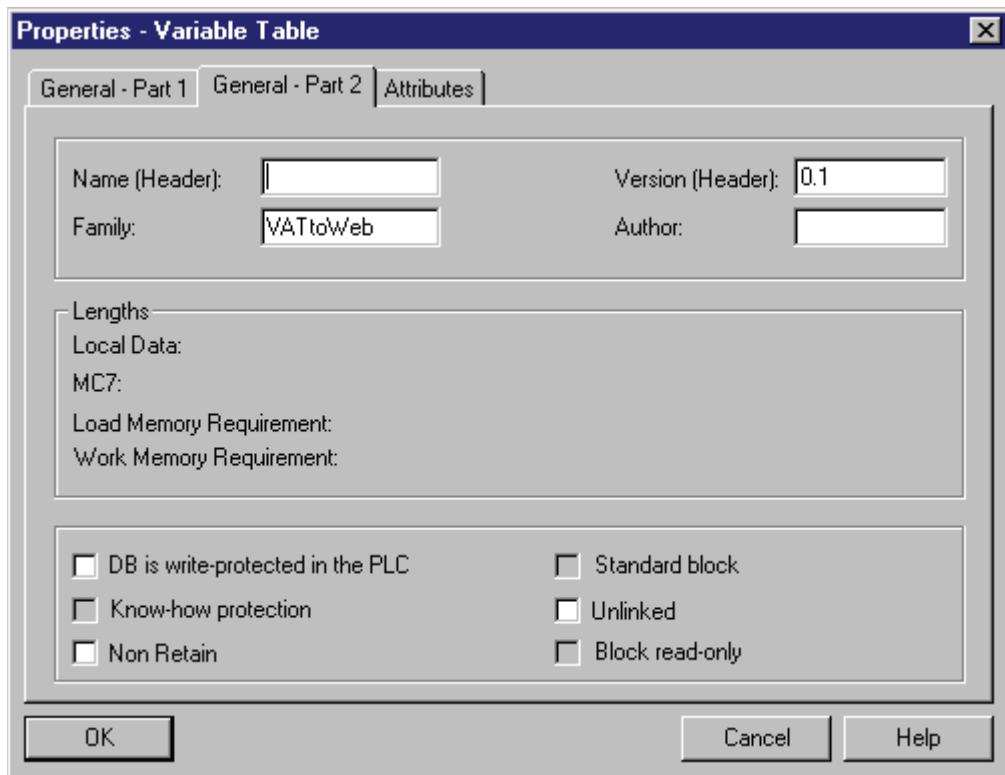 Properties - Variable Table
General - Part 1 General - Part 2 Attributes
Name (Header): Version (Header): 0.1
Family: VATtoWeb Author:
Lengths
Local Data:
MC7:
Load Memory Requirement:
Work Memory Requirement:
DB is write-protected in the PLC Standard block
Know-how protection Unlinked
Non Retain Block read-only
OK Cancel Help